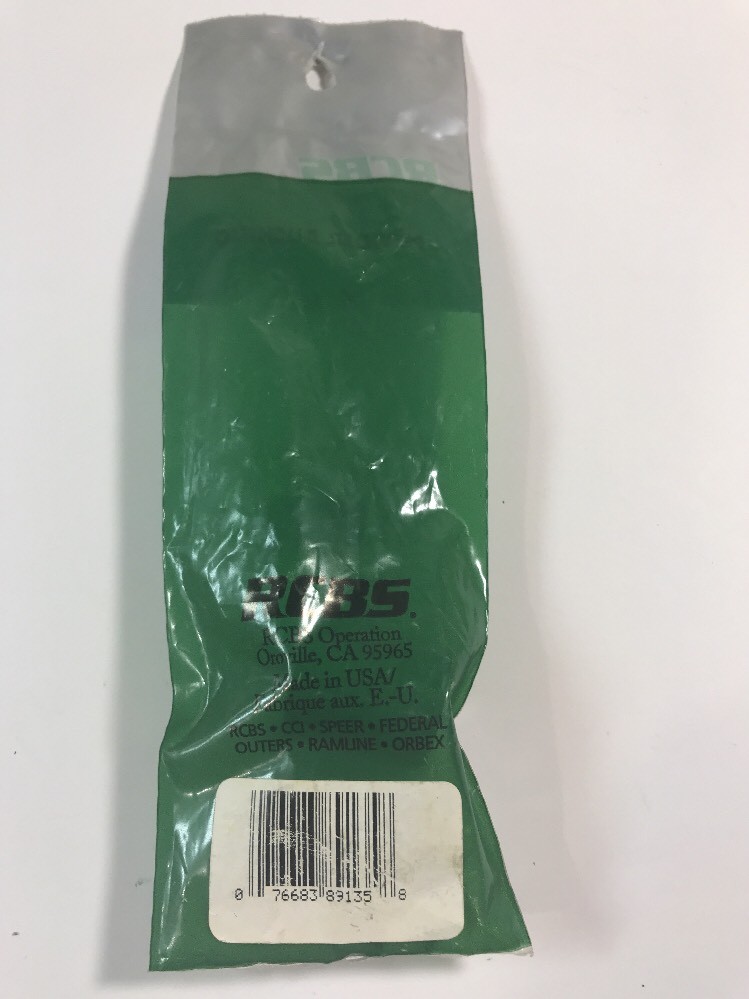 RCBS
RCBS.
RCBS Operation
Oroville, CA 95965
Made in USA/
Fabrique aux. E.-U.
RCBS • CCI • SPEER • FEDERAL
OUTERS • RAMLINE • ORBEX
0 76683 89135 8